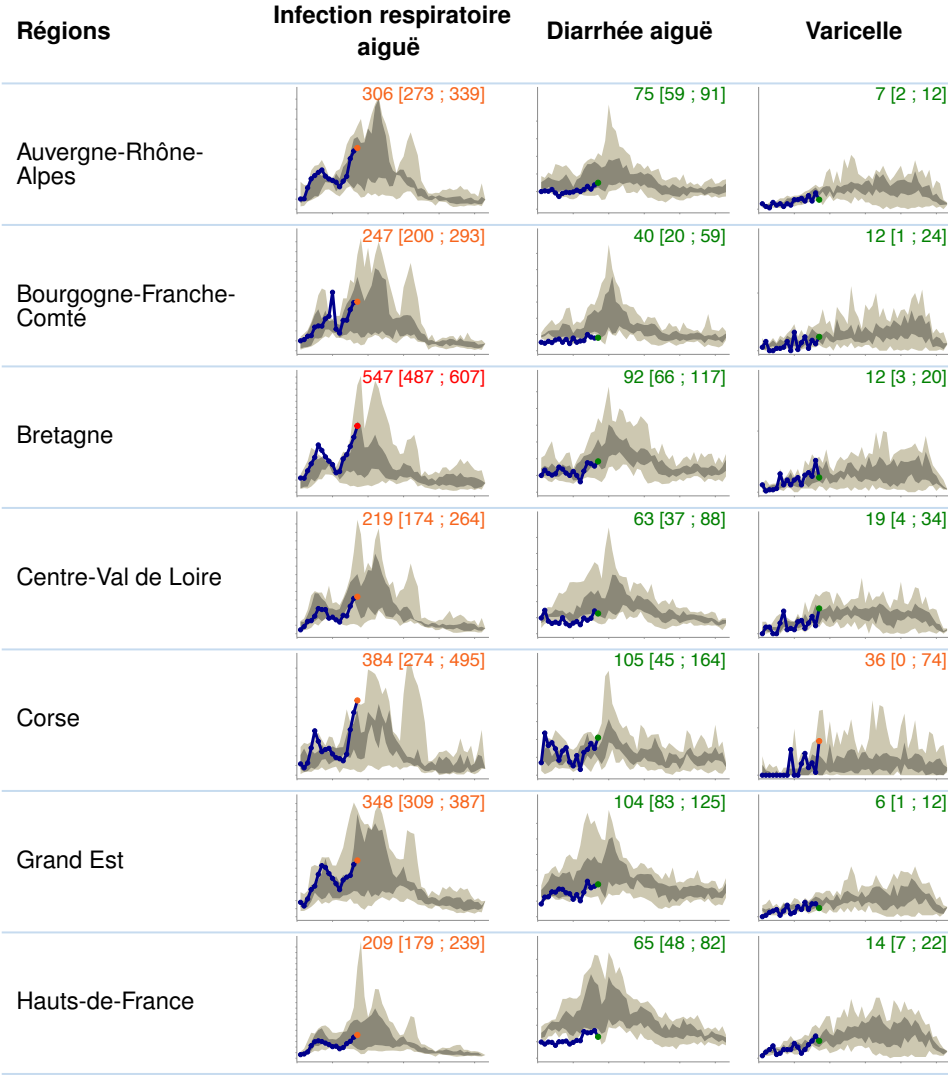 Régions
Infection respiratoire
aiguë
Diarrhée aiguë
Varicelle
Auvergne-Rhône-
Alpes
306 [273 ; 339]
75 [59 ; 91]
7 [2 ; 12]
Bourgogne-Franche-
Comté
247 [200 ; 293]
40 [20 ; 59]
12 [1 ; 24]
Bretagne
547 [487 ; 607]
92 [66 ; 117]
12 [3 ; 20]
Centre-Val de Loire
219 [174 ; 264]
63 [37 ; 88]
19 [4 ; 34]
Corse
384 [274 ; 495]
105 [45 ; 164]
36 [0 ; 74]
Grand Est
348 [309 ; 387]
104 [83 ; 125]
6 [1 ; 12]
Hauts-de-France
209 [179 ; 239]
65 [48 ; 82]
14 [7 ; 22]